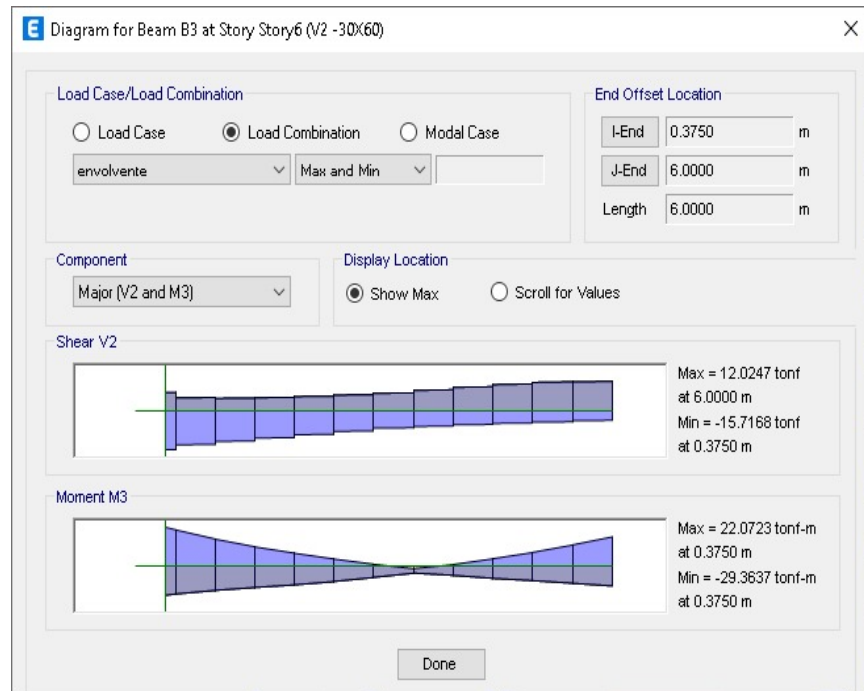 E Diagram for Beam B3 at Story Story6 (V2 -30X60)
Load Case/Load Combination
Load Case Load Combination Modal Case
envolvente Max and Min
End Offset Location
I-End 0.3750 m
J-End 6.0000 m
Length 6.0000 m
Component
Major (V2 and M3)
Display Location
Show Max Scroll for Values
Shear V2
Max = 12.0247 tonf
at 6.0000 m
Min = -15.7168 tonf
at 0.3750 m
Moment M3
Max = 22.0723 tonf-m
at 0.3750 m
Min = -29.3637 tonf-m
at 0.3750 m
Done